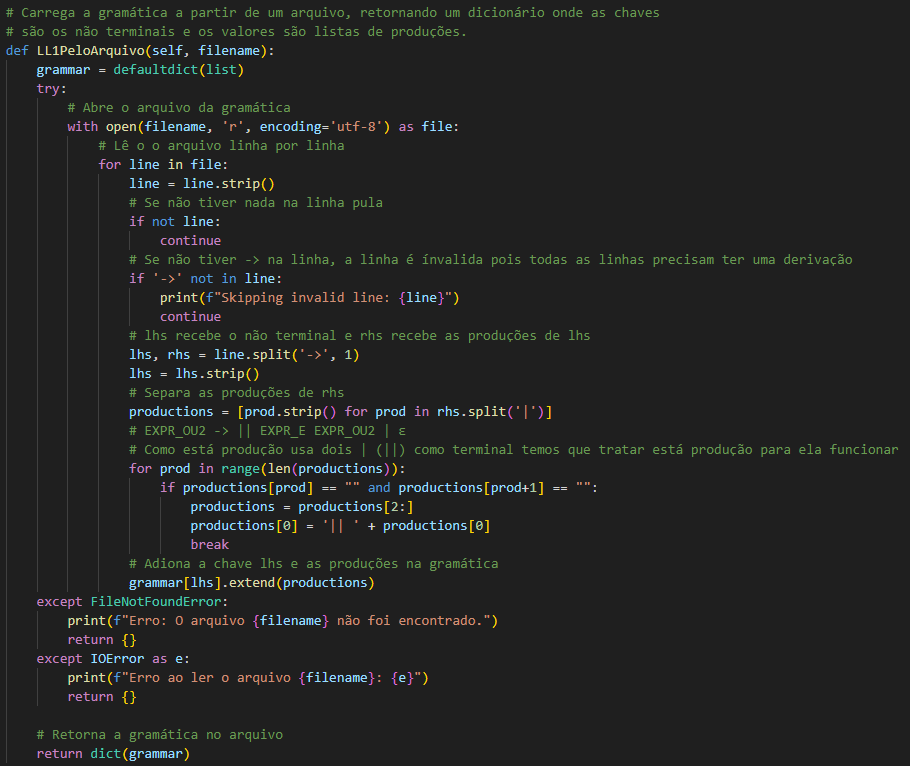 # Carrega a gramática a partir de um arquivo, retornando um dicionário onde as chaves
# são os não terminais e os valores são listas de produções.
def LL1PeloArquivo(self, filename):
    grammar = defaultdict(list)
    try:
        # Abre o arquivo da gramática
        with open(filename, 'r', encoding='utf-8') as file:
            # Lê o o arquivo linha por linha
            for line in file:
                line = line.strip()
                # Se não tiver nada na linha pula
                if not line:
                    continue
                # Se não tiver -> na linha, a linha é ínvalida pois todas as linhas precisam ter uma derivação
                if '->' not in line:
                    print(f"Skipping invalid line: {line}")
                    continue
                # lhs recebe o não terminal e rhs recebe as produções de lhs
                lhs, rhs = line.split('->', 1)
                lhs = lhs.strip()
                # Separa as produções de rhs
                productions = [prod.strip() for prod in rhs.split('|')]
                # EXPR_OU2 -> || EXPR_E EXPR_OU2 | ε
                # Como está produção usa dois | (||) como terminal temos que tratar está produção para ela funcionar
                for prod in range(len(productions)):
                    if productions[prod] == "" and productions[prod+1] == "":
                        productions = productions[2:]
                        productions[0] = '|| ' + productions[0]
                        break
                # Adiona a chave lhs e as produções na gramática
                grammar[lhs].extend(productions)
    except FileNotFoundError:
        print(f"Erro: O arquivo {filename} não foi encontrado.")
        return {}
    except IOError as e:
        print(f"Erro ao ler o arquivo {filename}: {e}")
        return {}

    # Retorna a gramática no arquivo
    return dict(grammar)